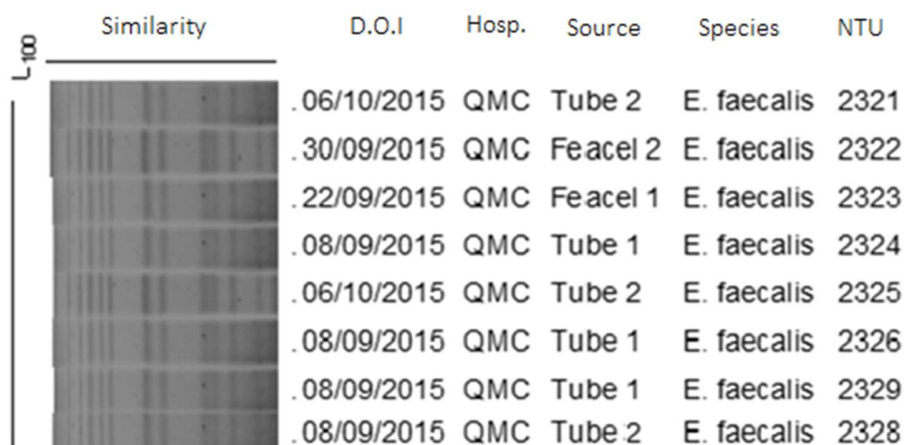 Similarity D.O.I Hosp. Source Species NTU
100
. 06/10/2015 QMC Tube 2 E. faecalis 2321
. 30/09/2015 QMC Feacel 2 E. faecalis 2322
. 22/09/2015 QMC Feacel 1 E. faecalis 2323
. 08/09/2015 QMC Tube 1 E. faecalis 2324
. 06/10/2015 QMC Tube 2 E. faecalis 2325
. 08/09/2015 QMC Tube 1 E. faecalis 2326
. 08/09/2015 QMC Tube 1 E. faecalis 2329
. 08/09/2015 QMC Tube 2 E. faecalis 2328